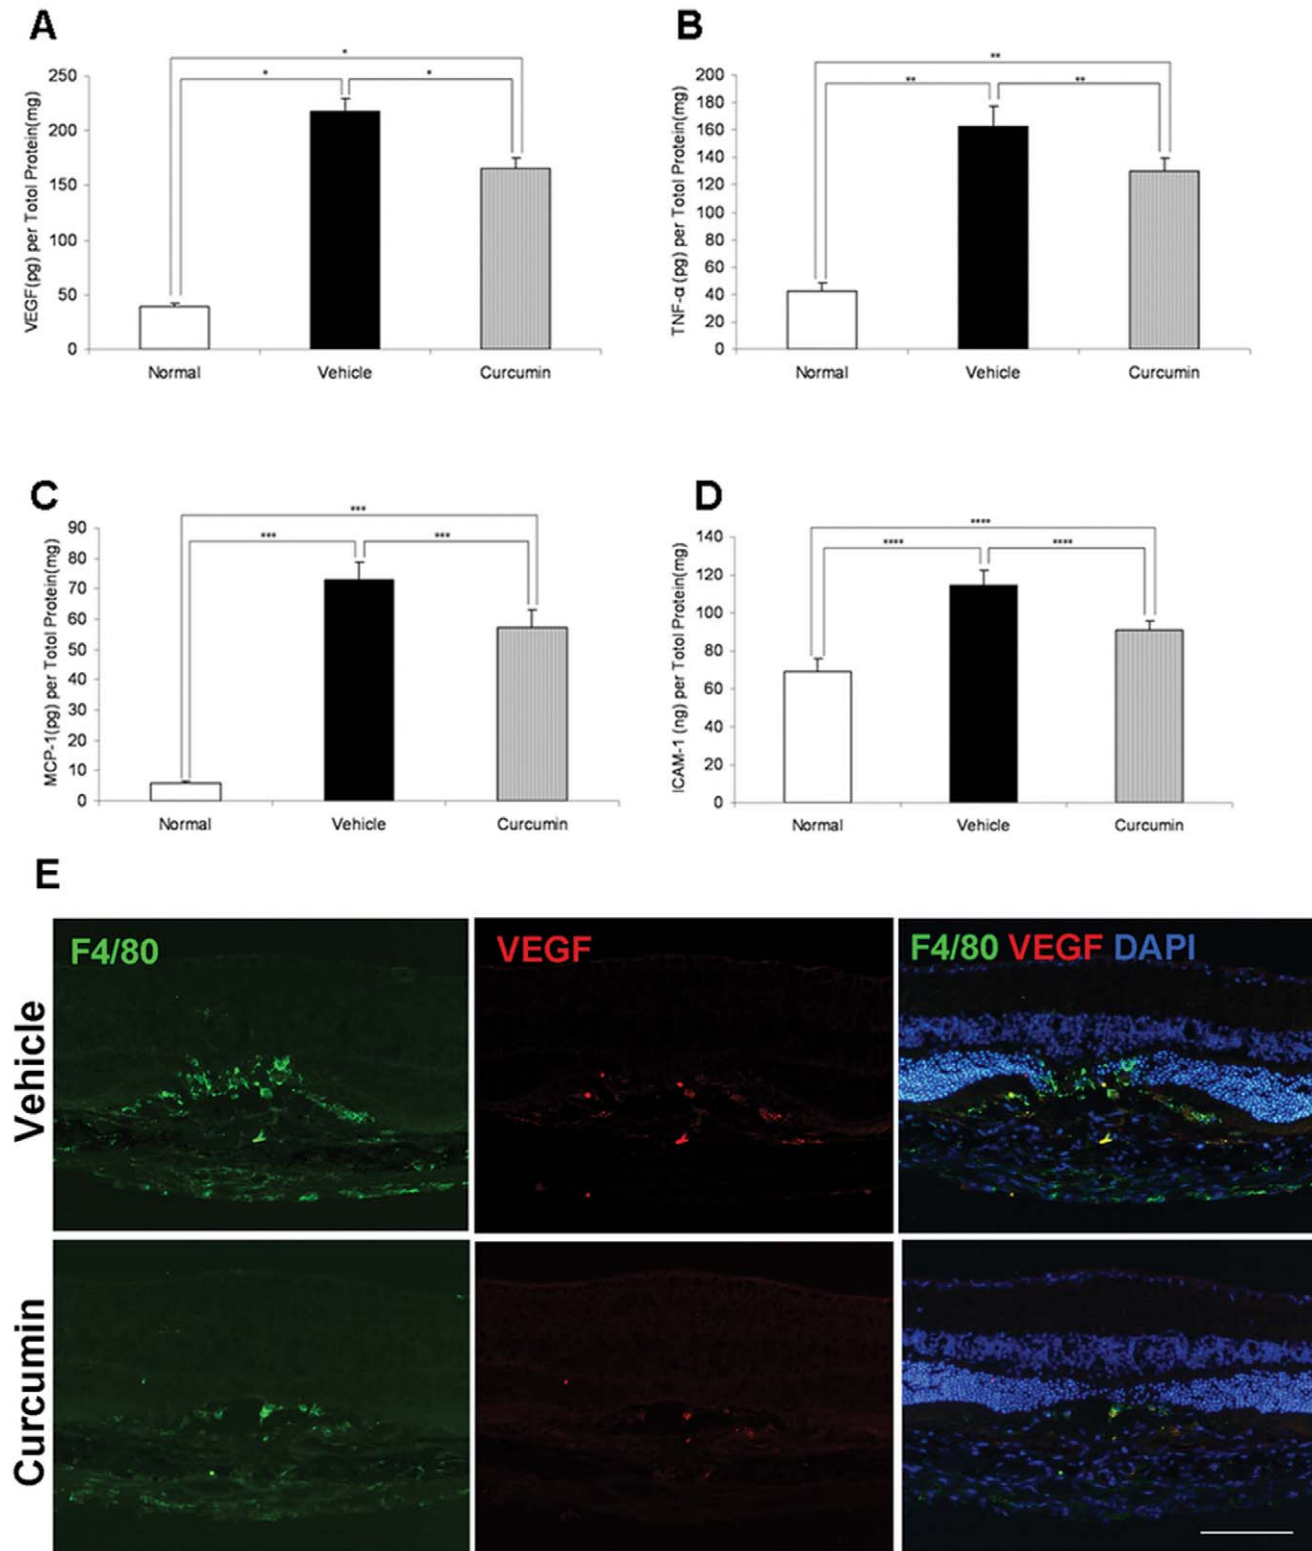 A
*
* *
VEGF(pg) per Totol Protein(mg)
250
200
150
100
50
0
Normal Vehicle Curcumin
B
**
** **
TNF-α (pg) per Totol Protein(mg)
200
180
160
140
120
100
80
60
40
20
0
Normal Vehicle Curcumin
C
***
*** ***
MCP-1(pg) per Totol Protein(mg)
90
80
70
60
50
40
30
20
10
0
Normal Vehicle Curcumin
D
****
**** ****
ICAM-1 (ng) per Totol Protein(mg)
140
120
100
80
60
40
20
0
Normal Vehicle Curcumin
E
Vehicle
F4/80
VEGF
F4/80 VEGF DAPI
Curcumin